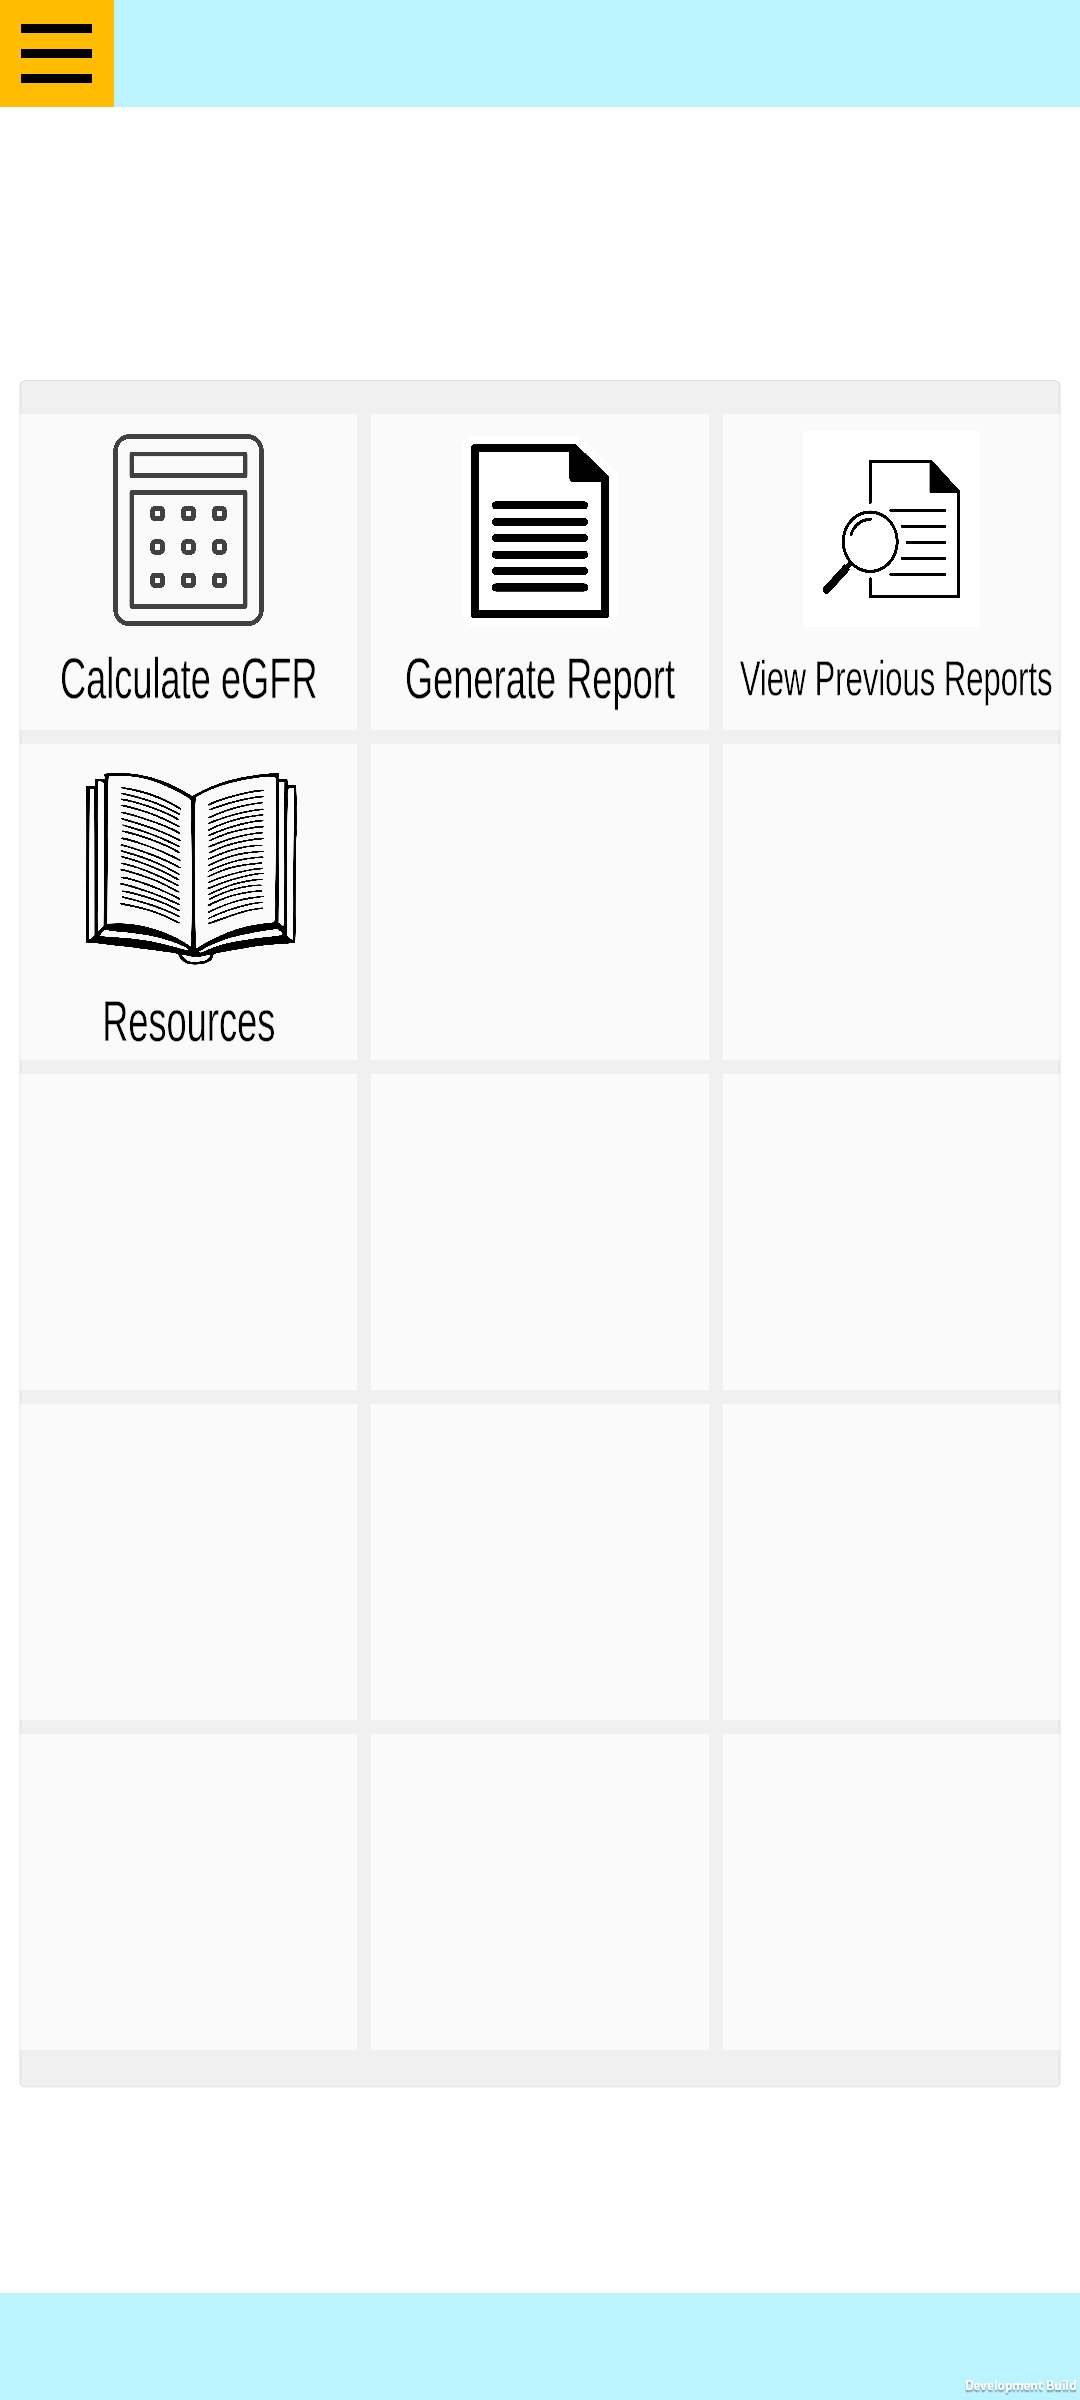 Calculate eGFR
Generate Report
View Previous Reports
Resources
Development Build